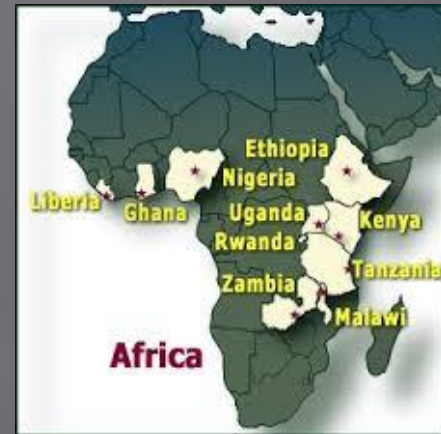 Ethiopia
Nigeria
Liberia
Ghana
Uganda
Kenya
Rwanda
Tanzania
Zambia
Malawi
Africa